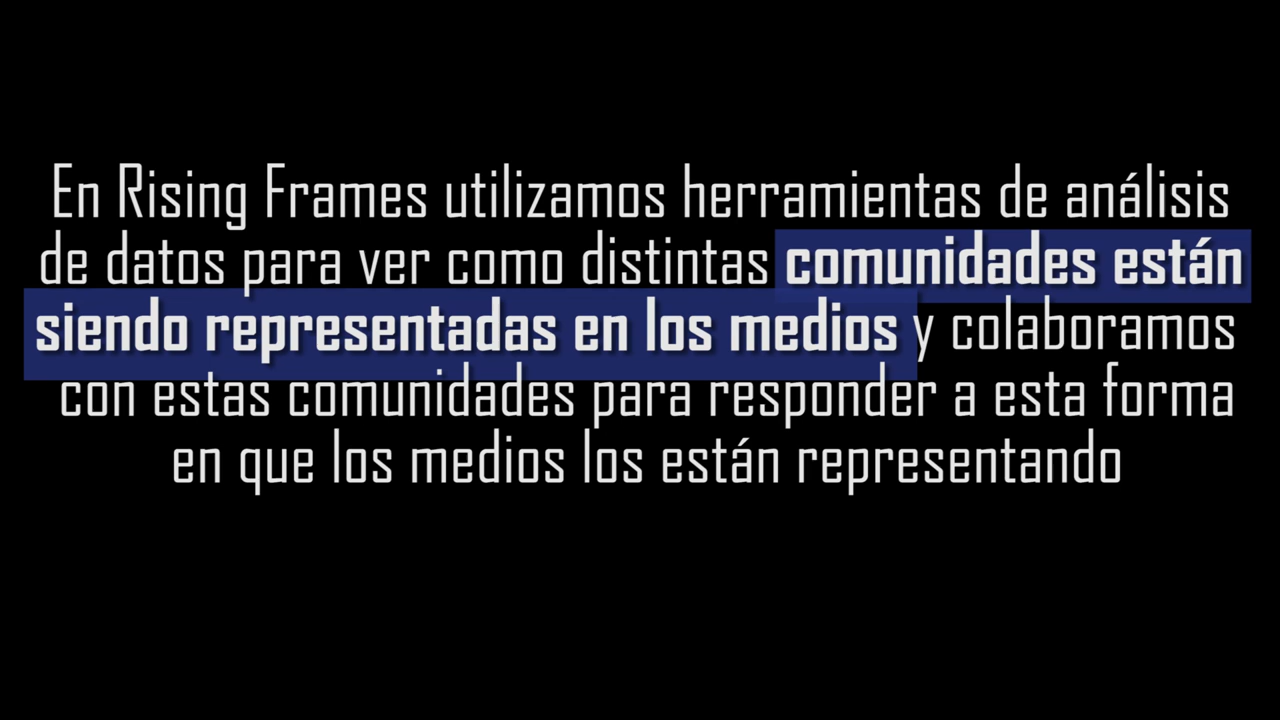 En Rising Frames utilizamos herramientas de análisis
de datos para ver como distintas comunidades están
siendo representadas en los medios y colaboramos
con estas comunidades para responder a esta forma
en que los medios los están representando